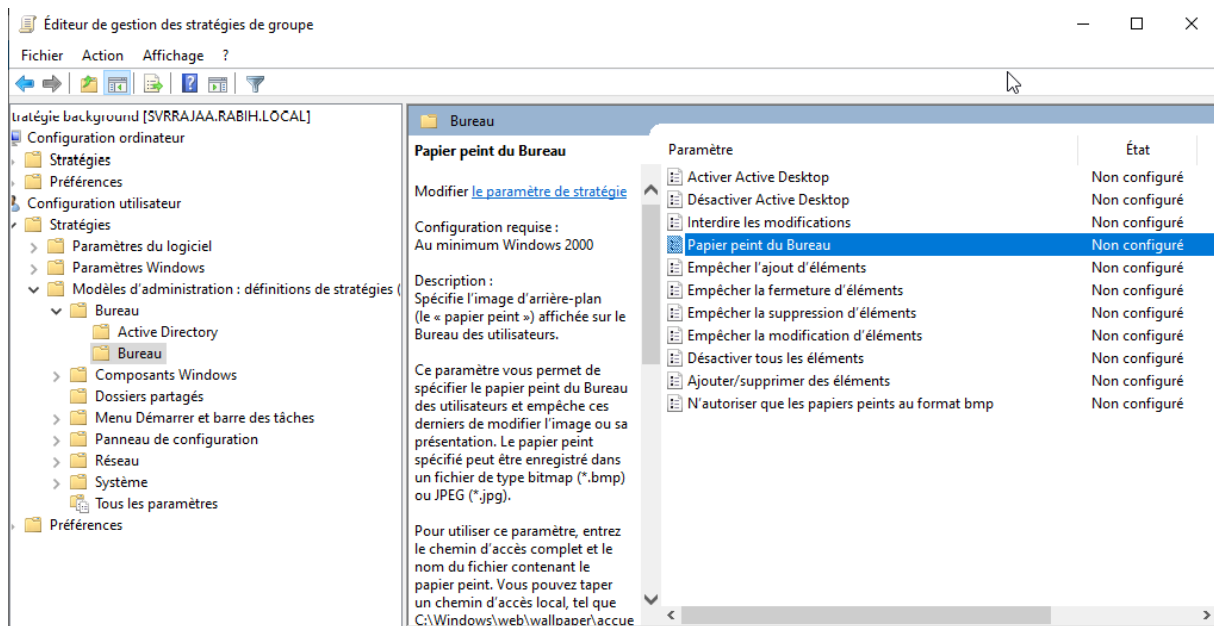 Éditeur de gestion des stratégies de groupe
Fichier Action Affichage ?
tratégie background [SVRRAJAA.RABIH.LOCAL]
Configuration ordinateur
Stratégies
Préférences
Configuration utilisateur
Stratégies
Paramètres du logiciel
Paramètres Windows
Modèles d'administration : définitions de stratégies (
Bureau
Active Directory
Bureau
Composants Windows
Dossiers partagés
Menu Démarrer et barre des tâches
Panneau de configuration
Réseau
Système
Tous les paramètres
Préférences
Bureau
Papier peint du Bureau
Modifier le paramètre de stratégie
Configuration requise :
Au minimum Windows 2000
Description :
Spécifie l'image d'arrière-plan
(le « papier peint ») affichée sur le
Bureau des utilisateurs.
Ce paramètre vous permet de
spécifier le papier peint du Bureau
des utilisateurs et empêche ces
derniers de modifier l'image ou sa
présentation. Le papier peint
spécifié peut être enregistré dans
un fichier de type bitmap (*.bmp)
ou JPEG (*.jpg).
Pour utiliser ce paramètre, entrez
le chemin d'accès complet et le
nom du fichier contenant le
papier peint. Vous pouvez taper
un chemin d'accès local, tel que
C:\Windows\web\wallpaper\accue
Paramètre État
Activer Active Desktop Non configuré
Désactiver Active Desktop Non configuré
Interdire les modifications Non configuré
Papier peint du Bureau Non configuré
Empêcher l'ajout d'éléments Non configuré
Empêcher la fermeture d'éléments Non configuré
Empêcher la suppression d'éléments Non configuré
Empêcher la modification d'éléments Non configuré
Désactiver tous les éléments Non configuré
Ajouter/supprimer des éléments Non configuré
N'autoriser que les papiers peints au format bmp Non configuré